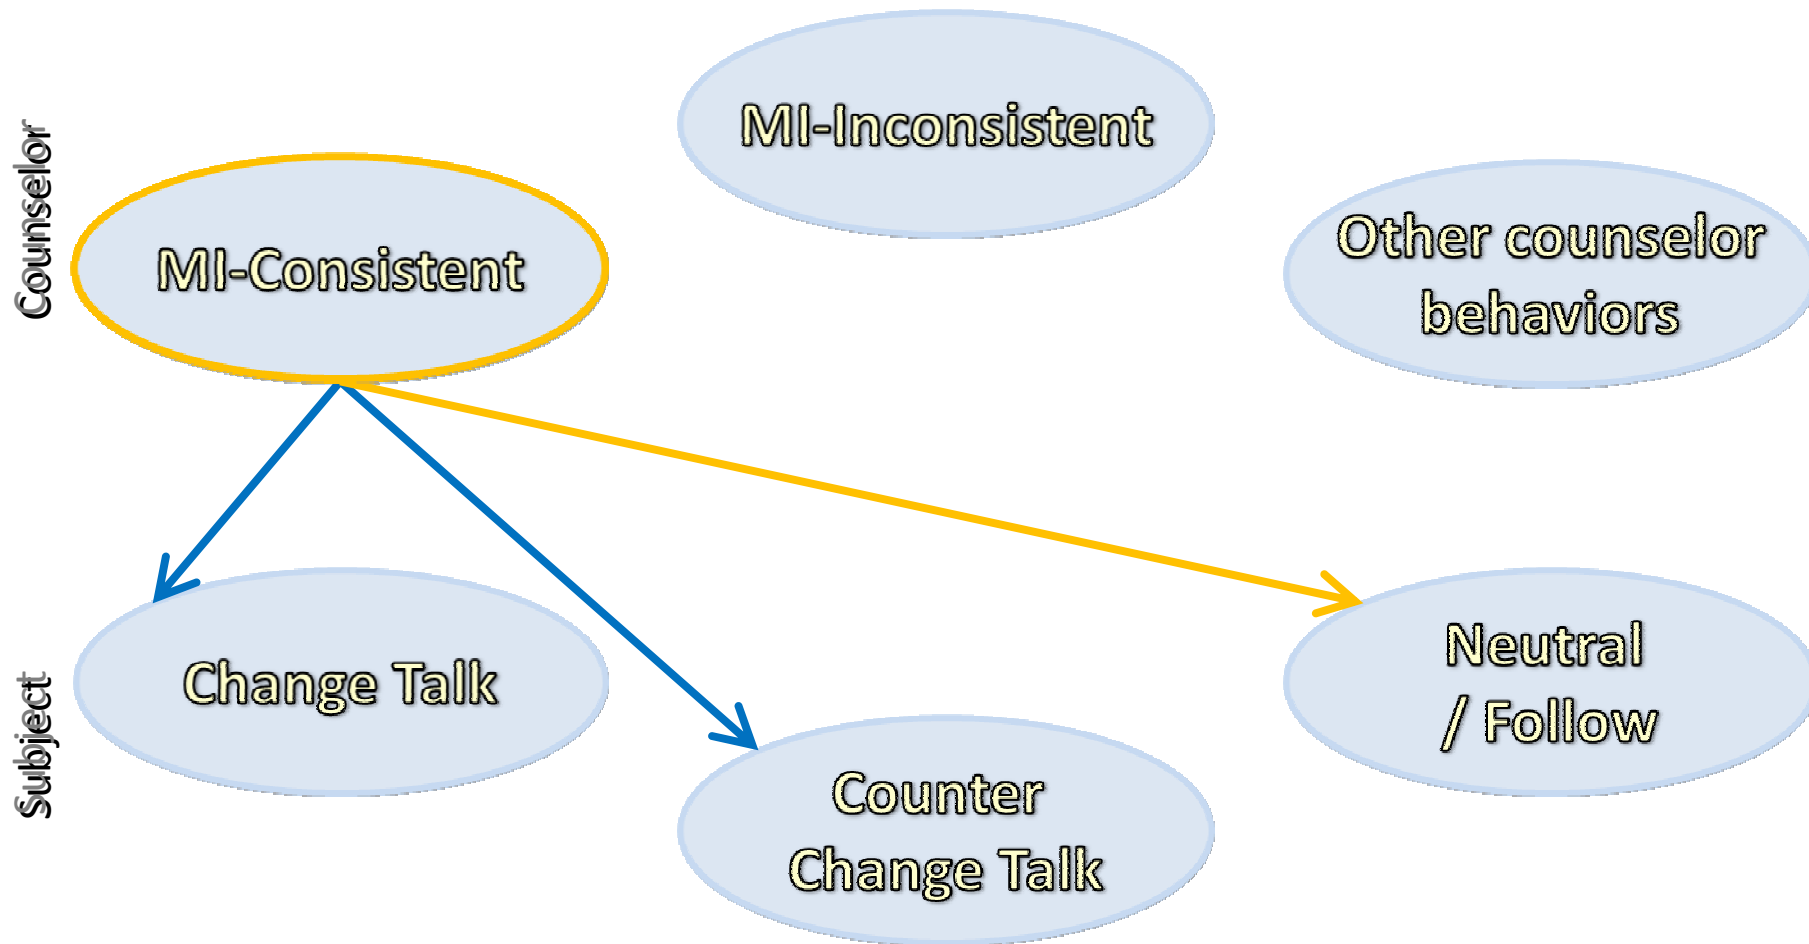 Counselor
MI-Inconsistent
MI-Consistent
Other counselor
behaviors
Subject
Change Talk
Counter
Change Talk
Neutral
/ Follow